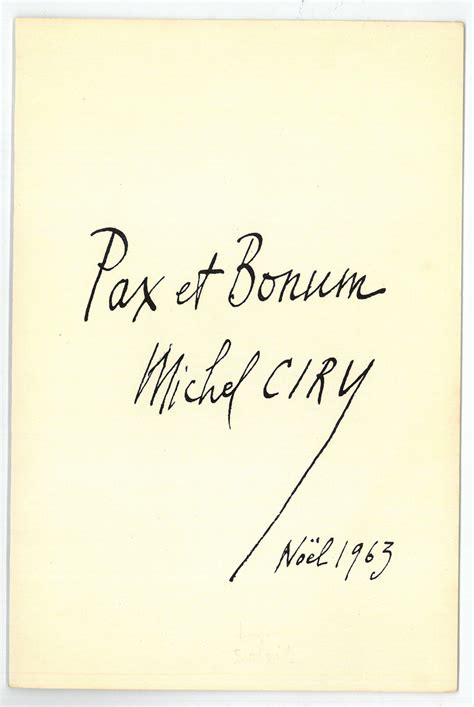 Pax et Bonum
Michel CIRY
Noël 1963